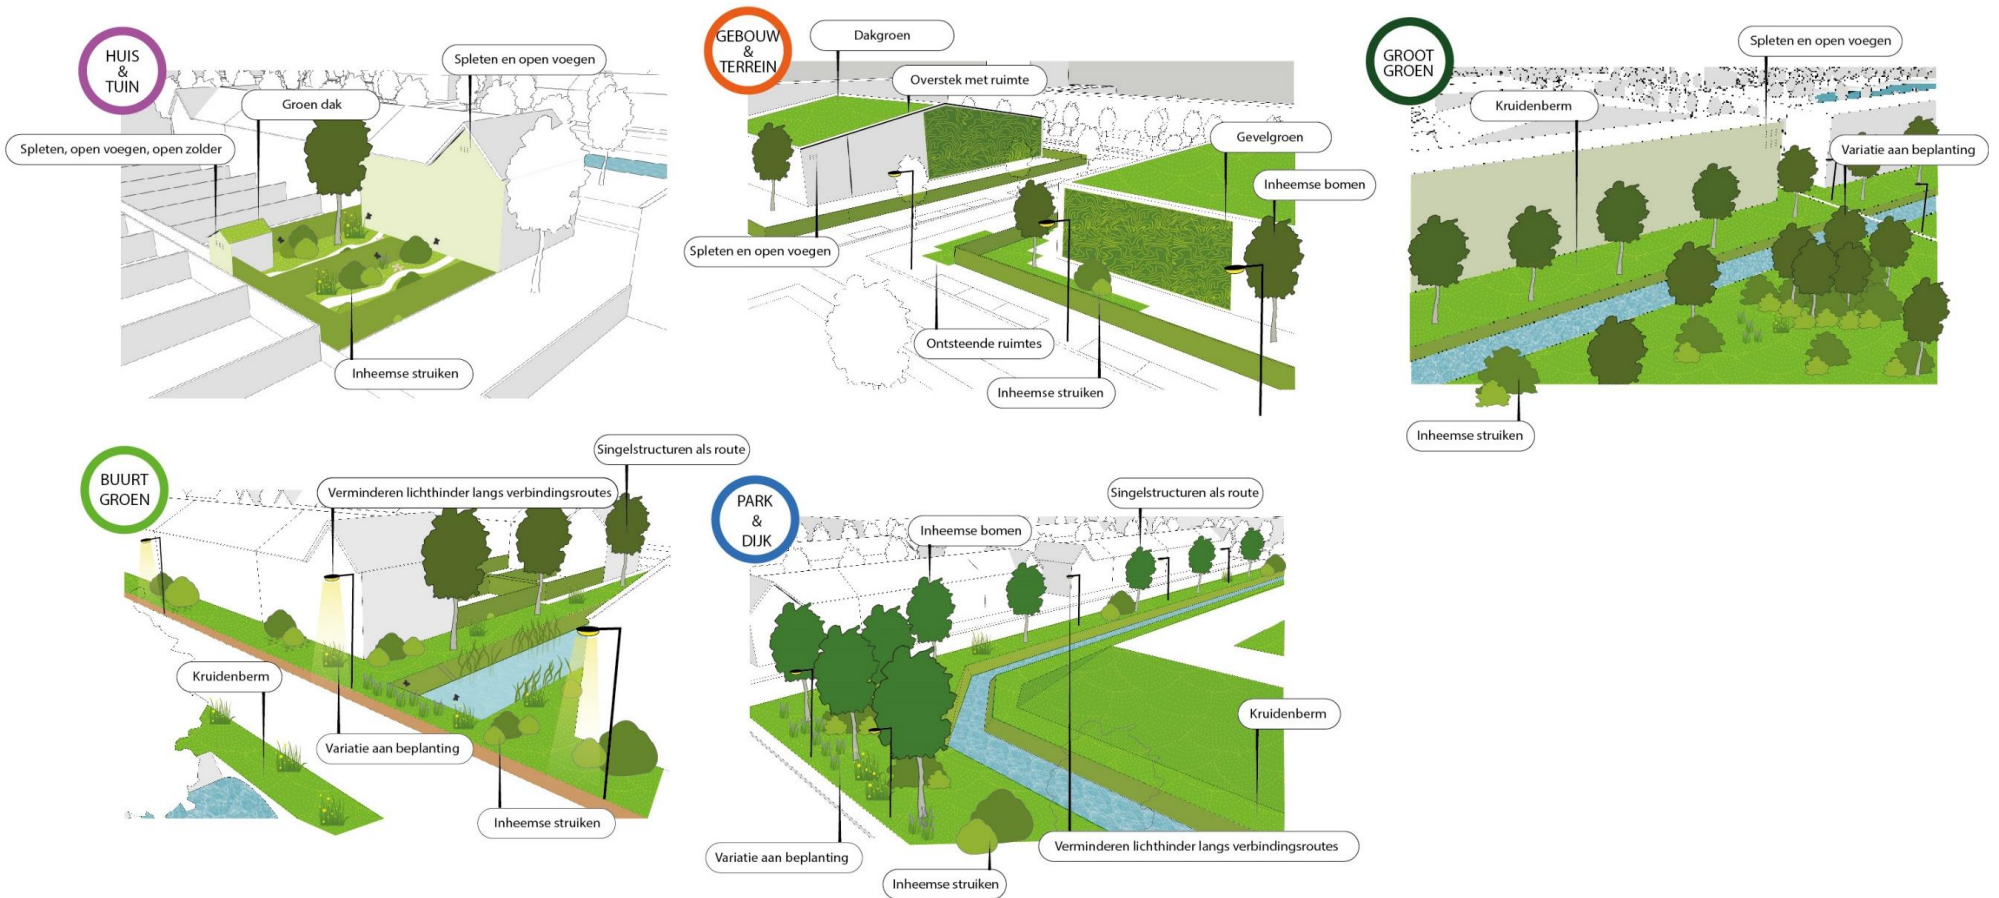 HUIS
&
TUIN
Spleten en open voegen
Groen dak
Spleten, open voegen, open zolder
Inheemse struiken
GEBOUW
&
TERREIN
Dakgroen
Overstek met ruimte
Gevelgroen
Inheemse bomen
Spleten en open voegen
Ontsteende ruimtes
Inheemse struiken
GROOT
GROEN
Spleten en open voegen
Kruidenberm
Variatie aan beplanting
Inheemse struiken
BUURT
GROEN
Singelstructuren als route
Verminderen lichthinder langs verbindingsroutes
Kruidenberm
Variatie aan beplanting
Inheemse struiken
PARK
&
DIJK
Singelstructuren als route
Inheemse bomen
Kruidenberm
Variatie aan beplanting
Verminderen lichthinder langs verbindingsroutes
Inheemse struiken